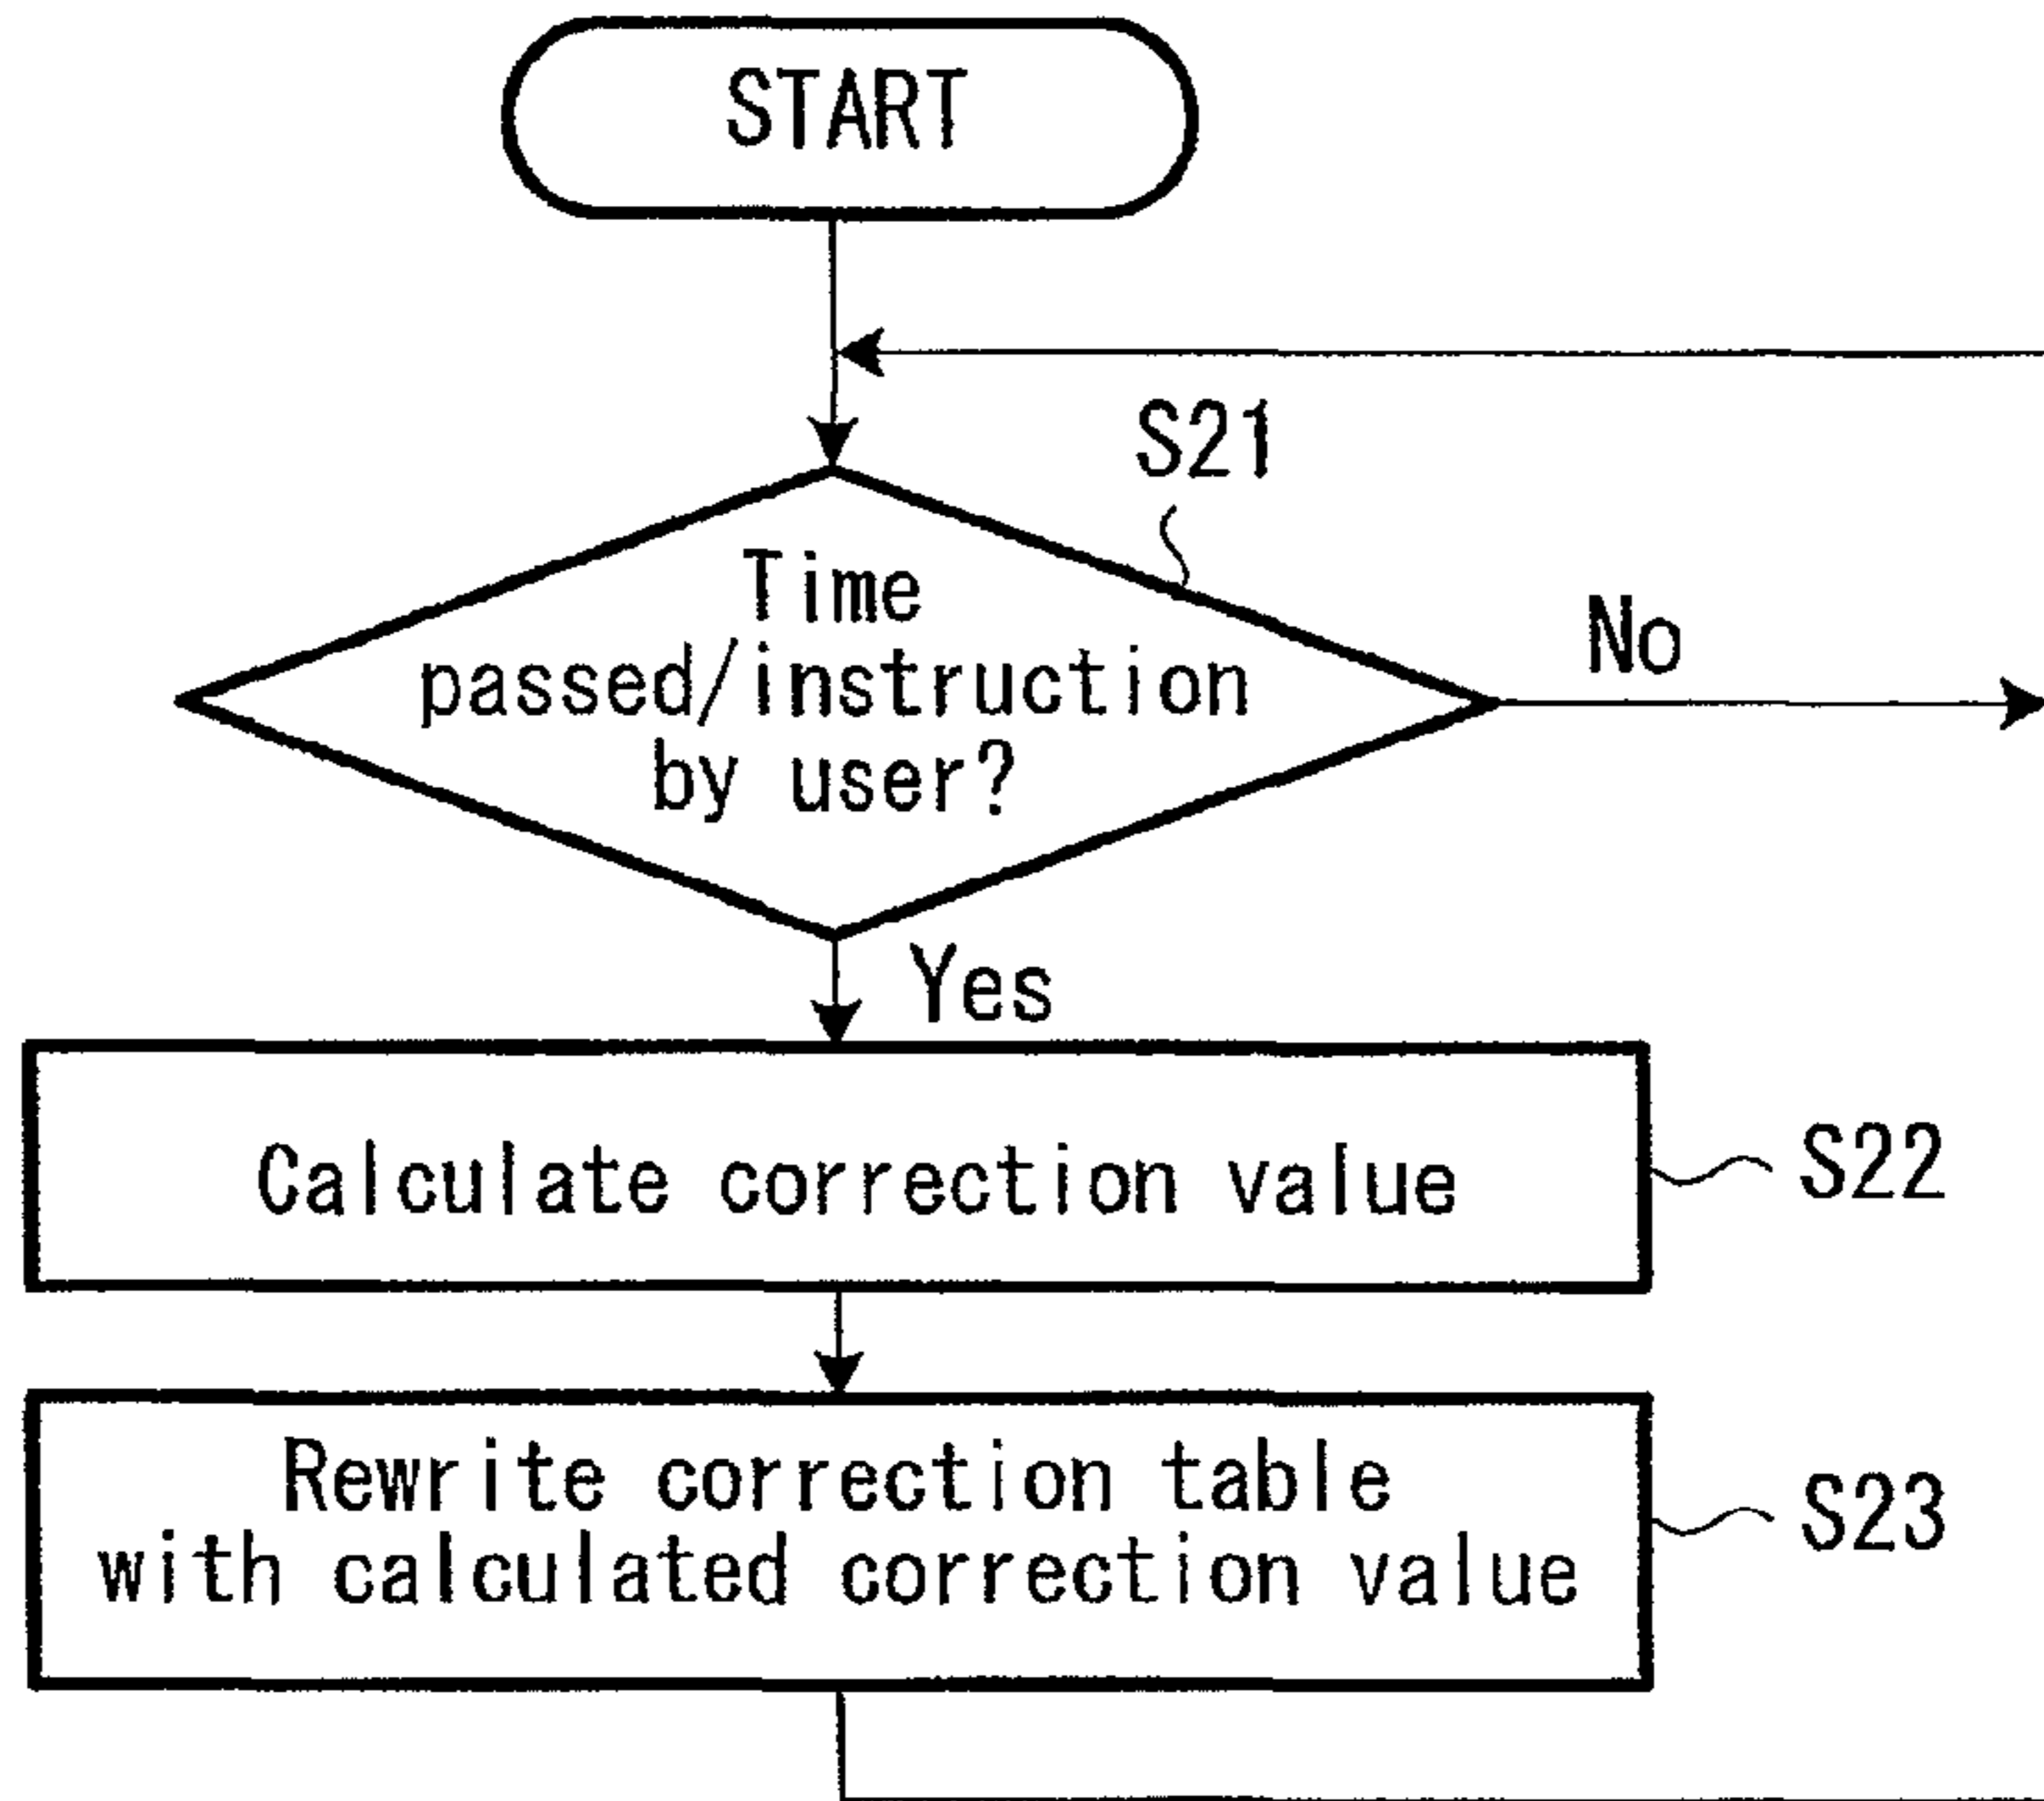 START
S21
Time
passed/instruction
by user?
No
Yes
Calculate correction value
S22
Rewrite correction table
with calculated correction value
S23